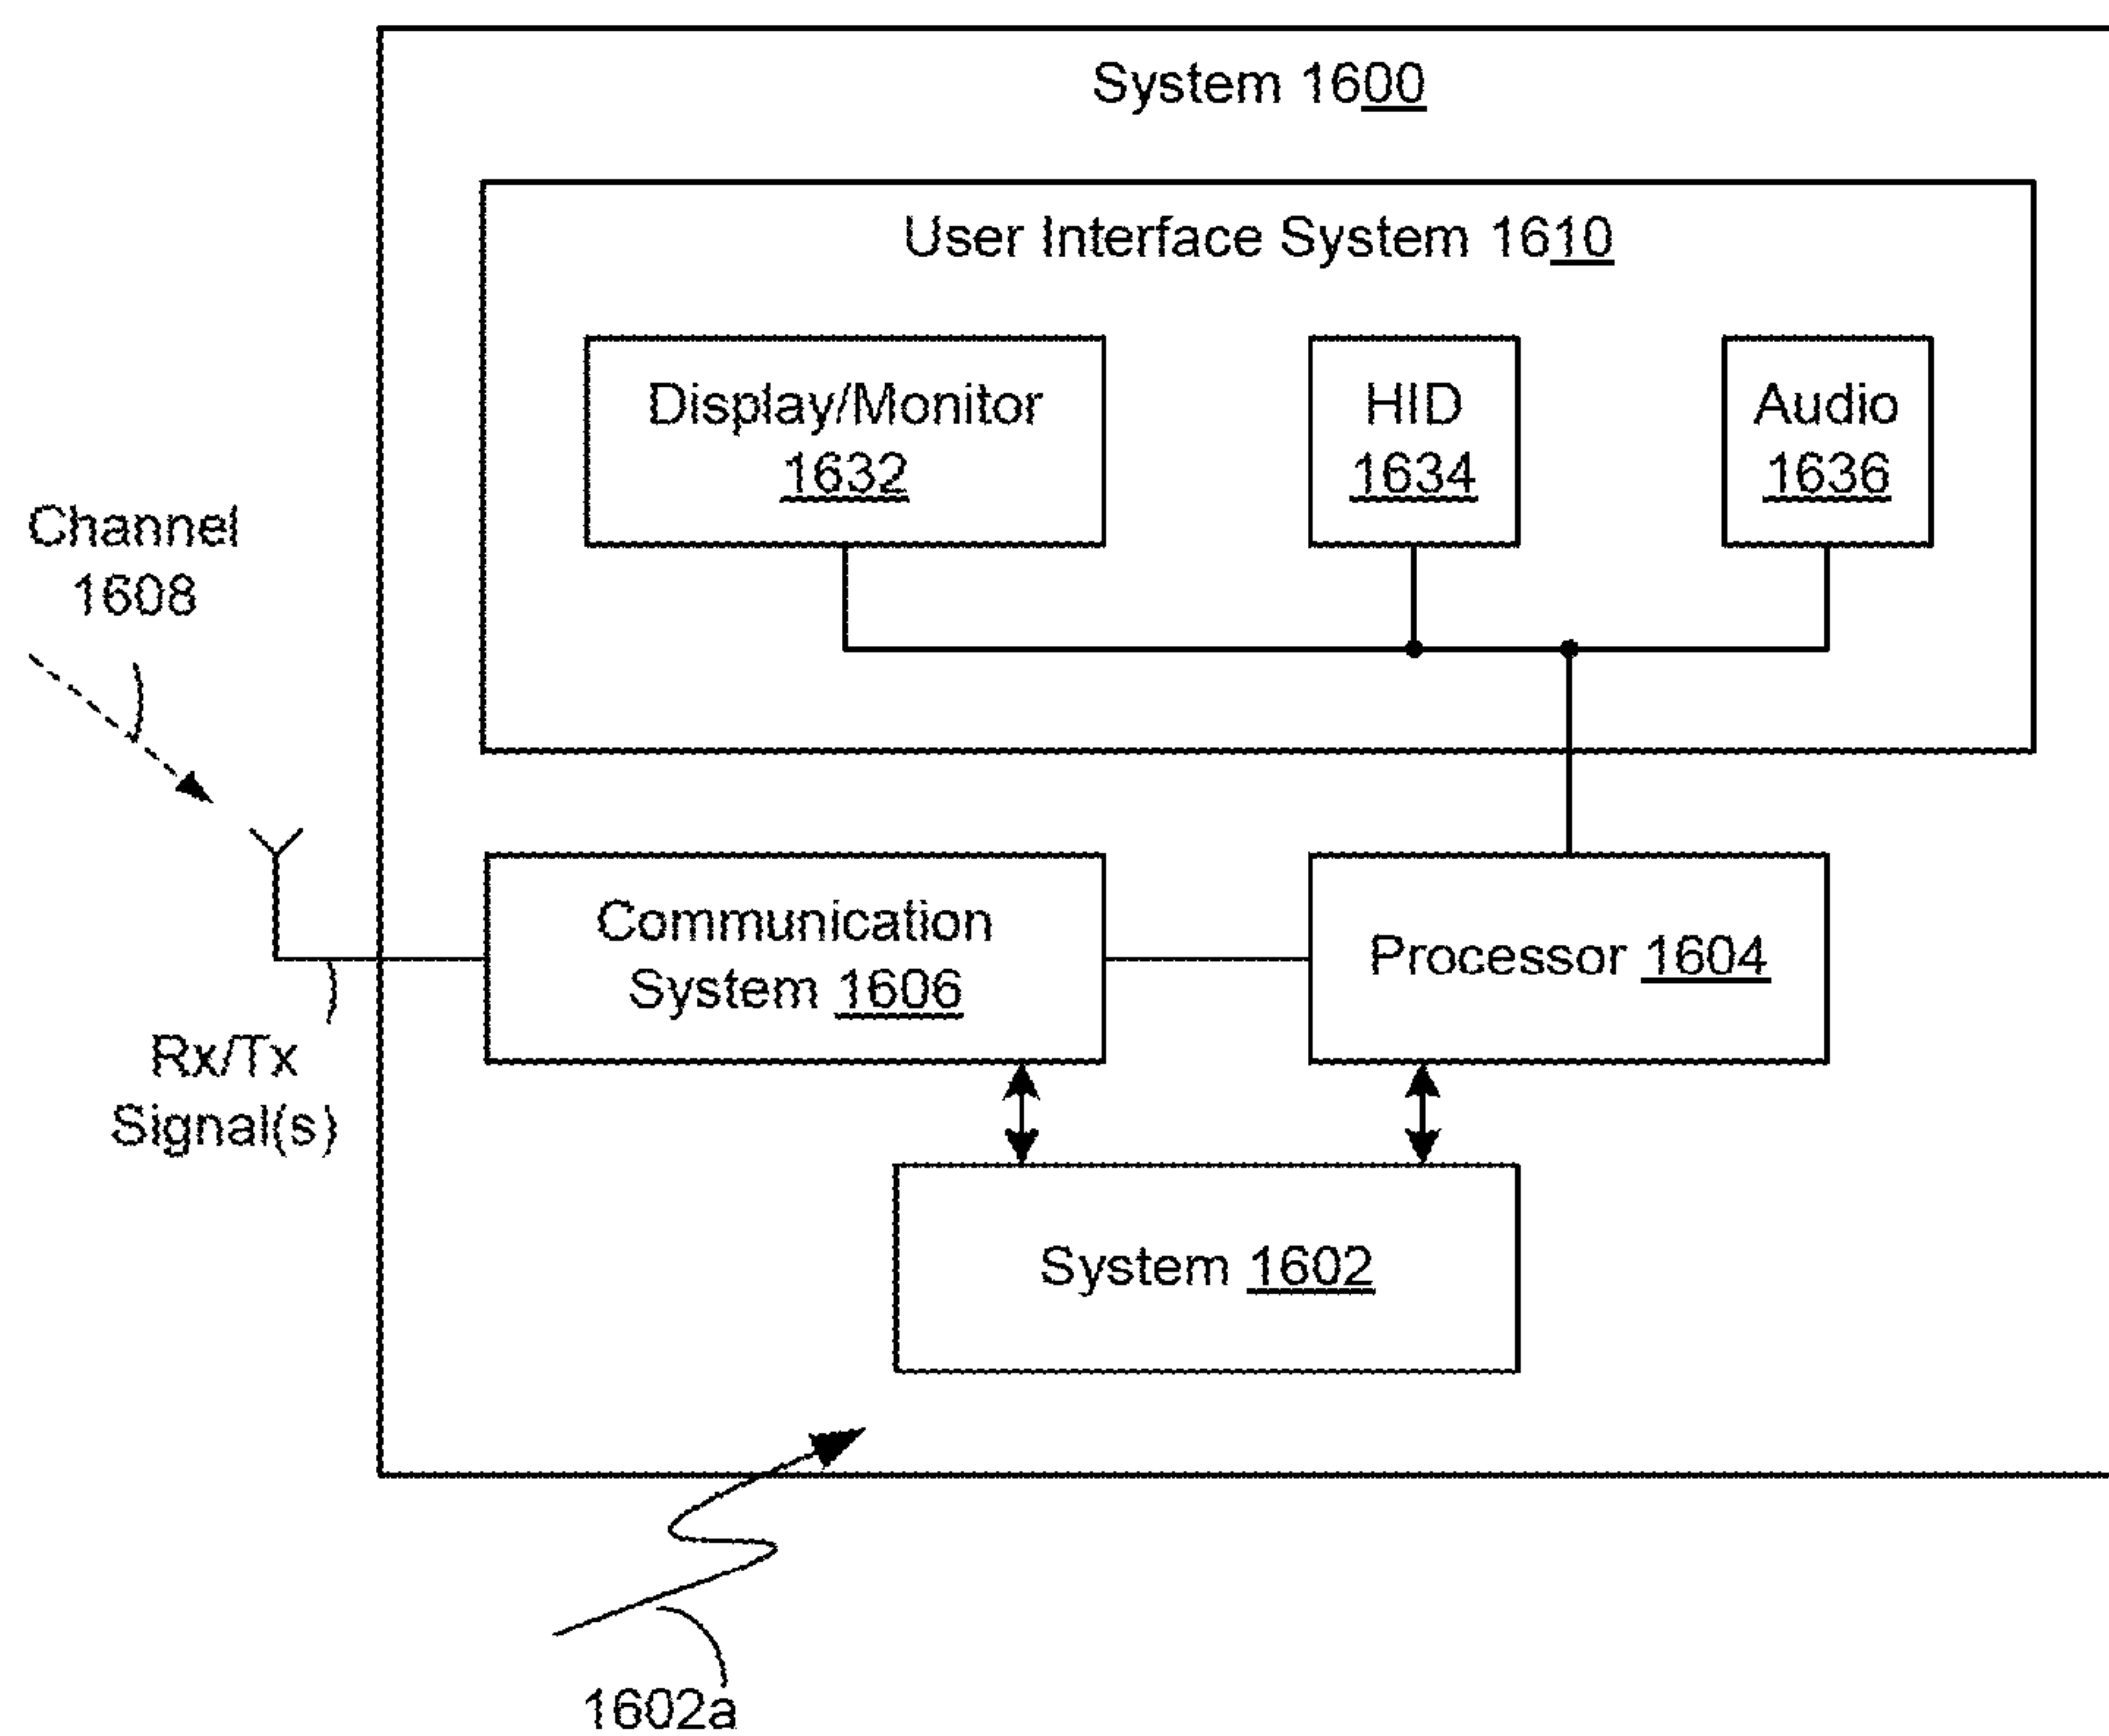 System 1600
User Interface System 1610
Display/Monitor
1632
HID
1634
Audio
1636
Channel
1608
Communication
System 1606
Processor 1604
Rx/Tx
Signal(s)
System 1602
1602a